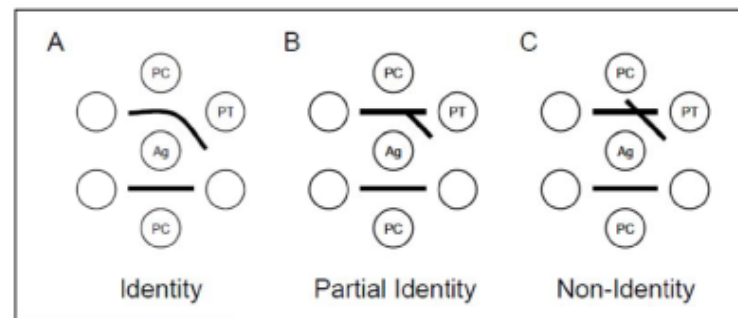 A B C
PC PC PC
PT PT PT
Ag Ag Ag
PC PC PC
Identity Partial Identity Non-Identity